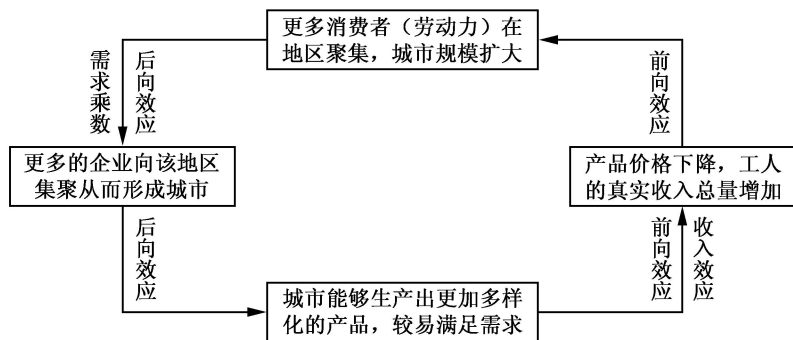 更多消费者（劳动力）在
地区聚集，城市规模扩大
需求乘数
后向效应
前向效应
更多的企业向该地区
集聚从而形成城市
产品价格下降，工人
的真实收入总量增加
后向效应
前向效应
收入效应
城市能够生产出更加多样
化的产品，较易满足需求